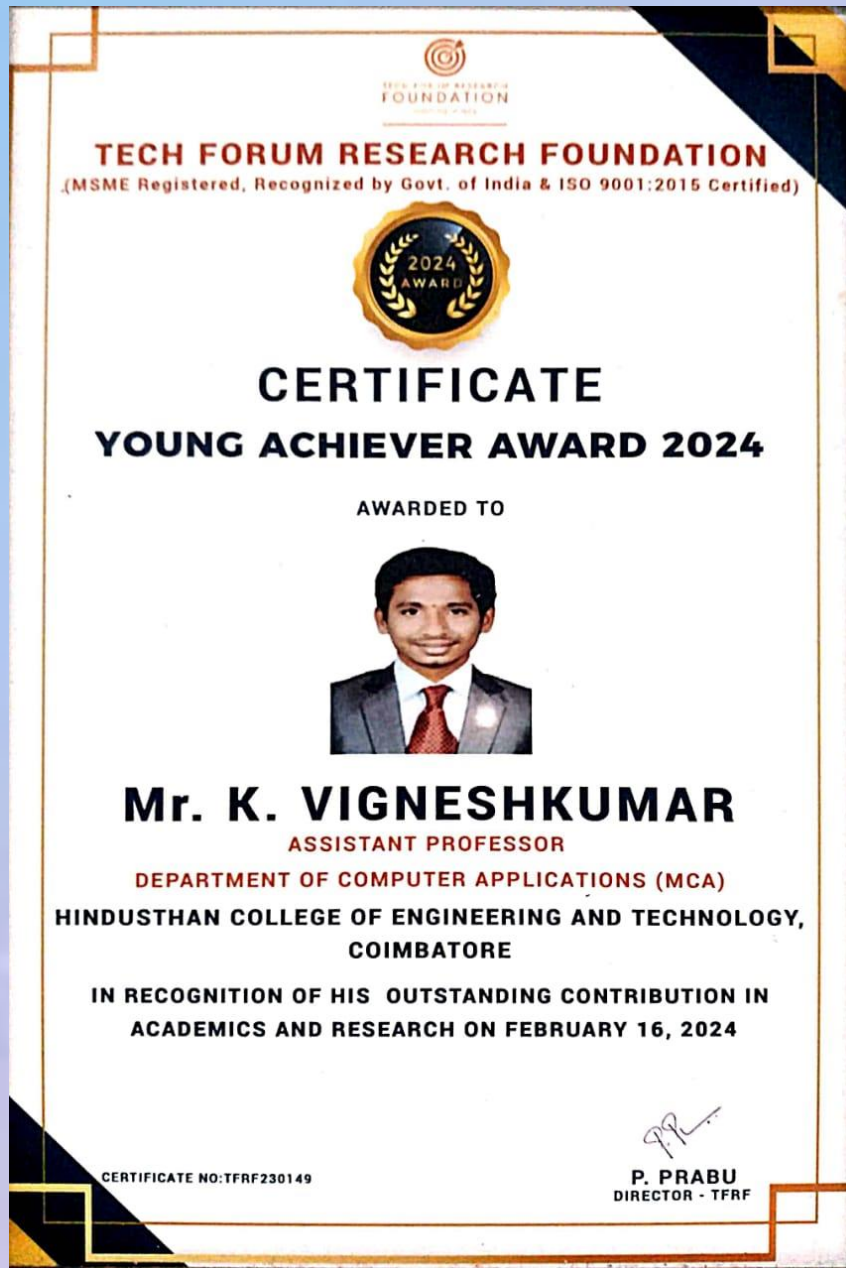 FOUNDATION
TECH FORUM RESEARCH FOUNDATION
(MSME Registered, Recognized by Govt. of India & ISO 9001:2015 Certified)
2024
AWARD
CERTIFICATE
YOUNG ACHIEVER AWARD 2024
AWARDED TO
Mr. K. VIGNESHKUMAR
ASSISTANT PROFESSOR
DEPARTMENT OF COMPUTER APPLICATIONS (MCA)
HINDUSTHAN COLLEGE OF ENGINEERING AND TECHNOLOGY,
COIMBATORE
IN RECOGNITION OF HIS OUTSTANDING CONTRIBUTION IN
ACADEMICS AND RESEARCH ON FEBRUARY 16, 2024
CERTIFICATE NO:TFRF230149
P. PRABU
DIRECTOR - TFRF